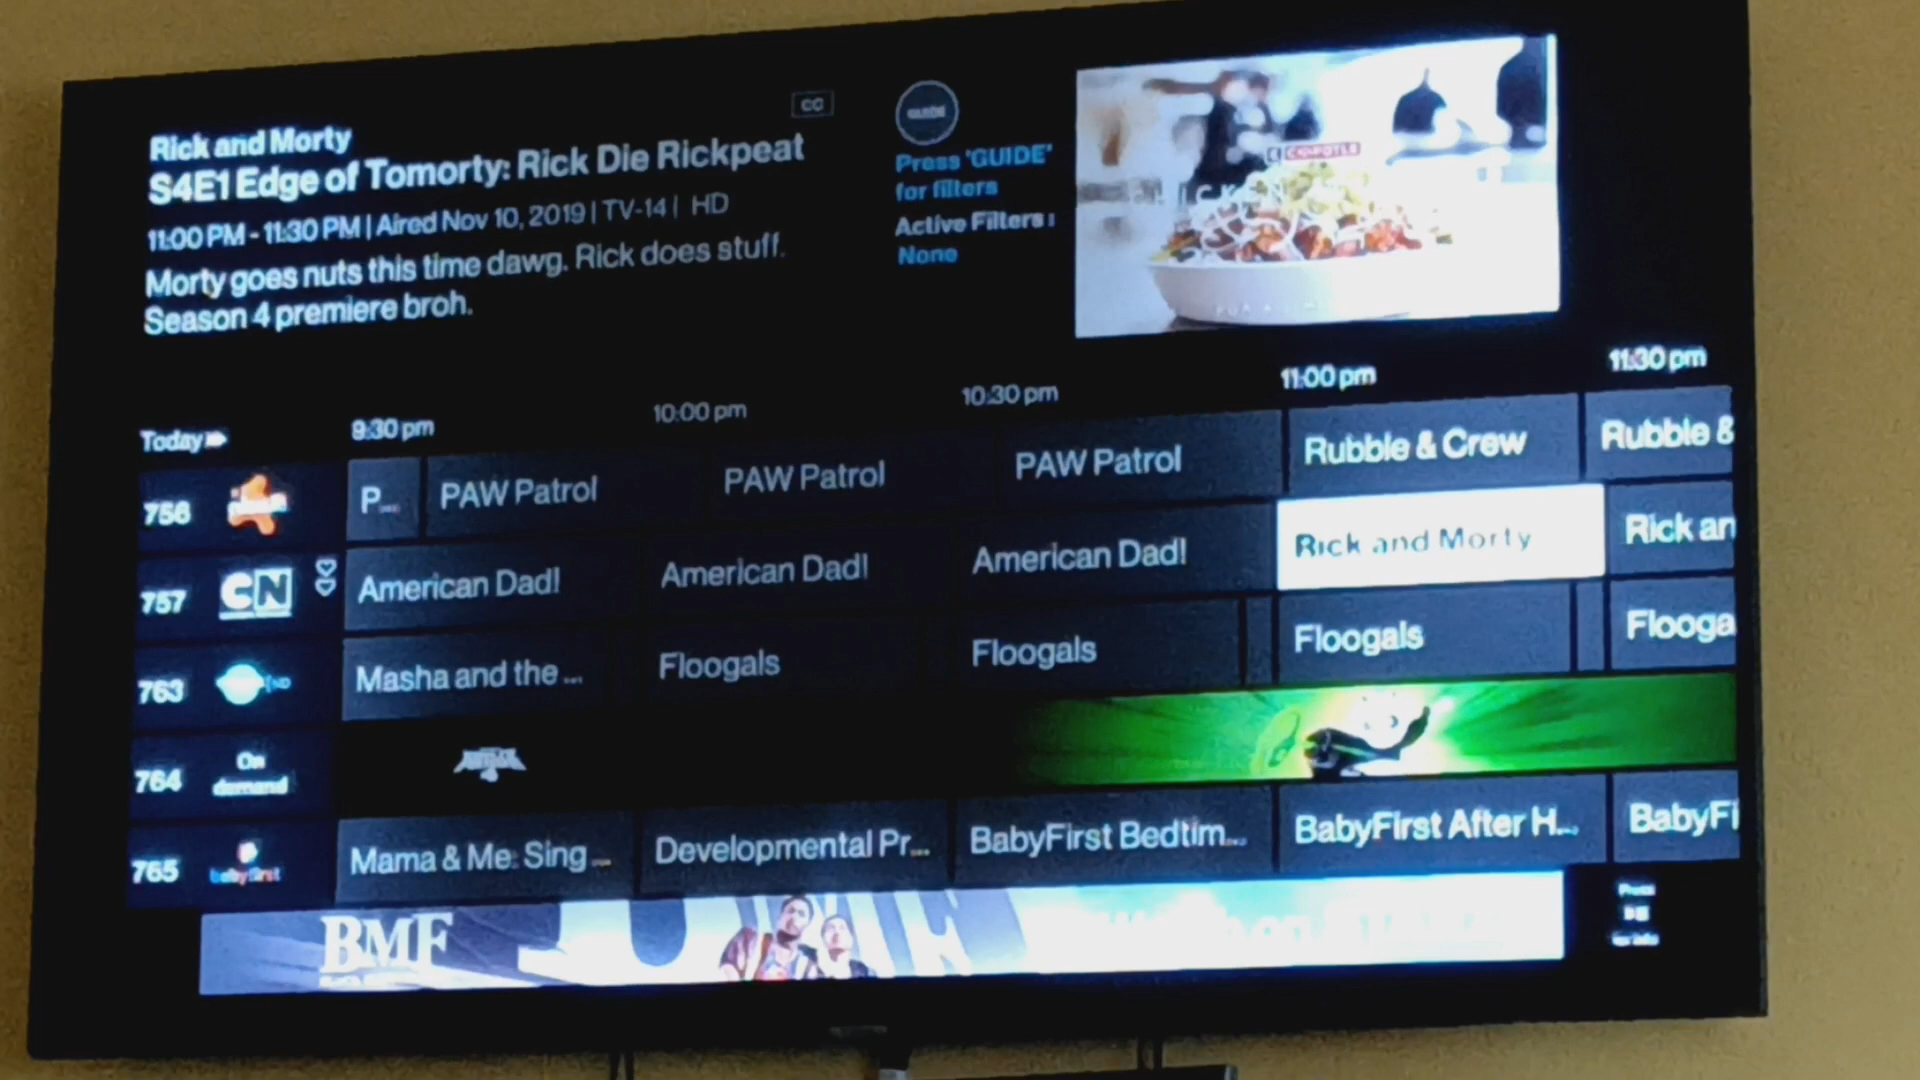 CC
Rick and Morty
S4E1 Edge of Tomorty: Rick Die Rickpeat
11:00 PM - 11:30 PM | Aired Nov 10, 2019 | TV-14 | HD
Morty goes nuts this time dawg. Rick does stuff.
Season 4 premiere broh.
GUIDE
Press 'GUIDE'
for filters
Active Filters:
None
CHIPOTLE
Today
9:30 pm
10:00 pm
10:30 pm
11:00 pm
11:30 pm
756
P...
PAW Patrol
PAW Patrol
PAW Patrol
Rubble & Crew
Rubble &
757
CN
American Dad!
American Dad!
American Dad!
Rick and Morty
Rick an
763
Masha and the ...
Floogals
Floogals
Floogals
Flooga
764
On
demand
765
babyfirst
Mama & Me: Sing ...
Developmental Pr...
BabyFirst Bedtim...
BabyFirst After H...
BabyFi
BMF
Press